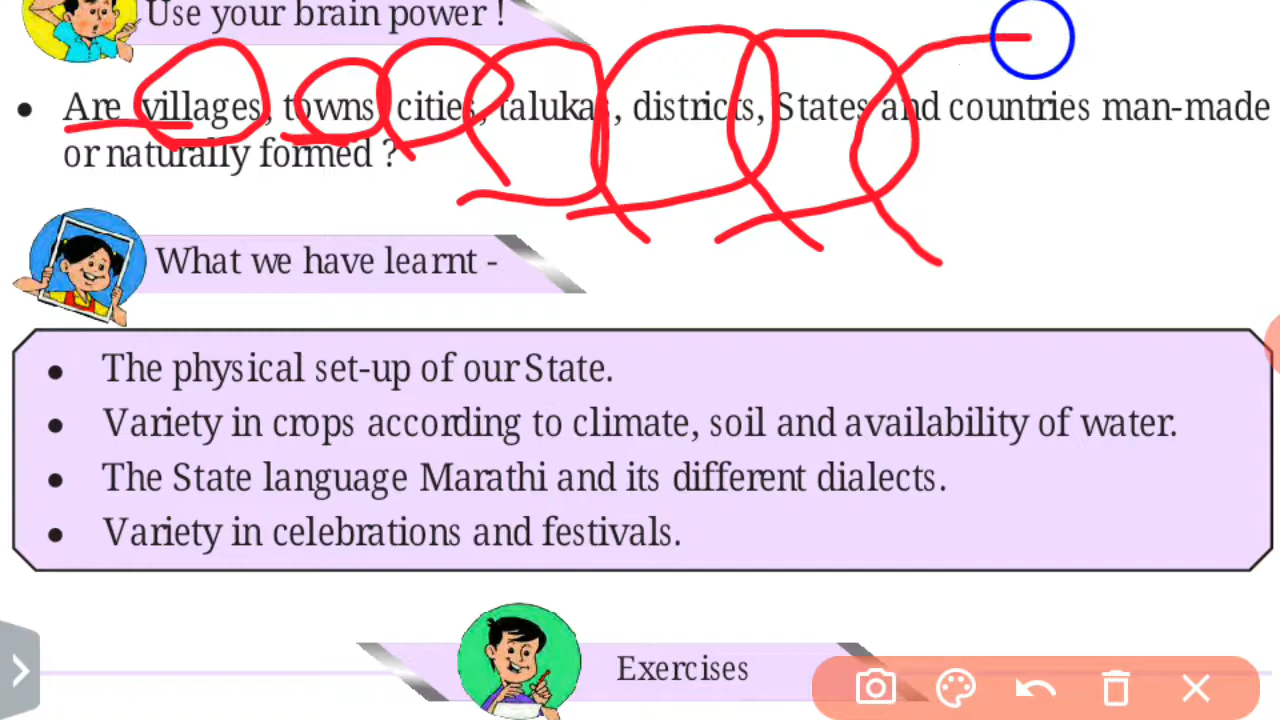 Use your brain power !
• Are villages, towns, cities, talukas, districts, States and countries man-made
or naturally formed ?
What we have learnt -
• The physical set-up of our State.
• Variety in crops according to climate, soil and availability of water.
• The State language Marathi and its different dialects.
• Variety in celebrations and festivals.
Exercises